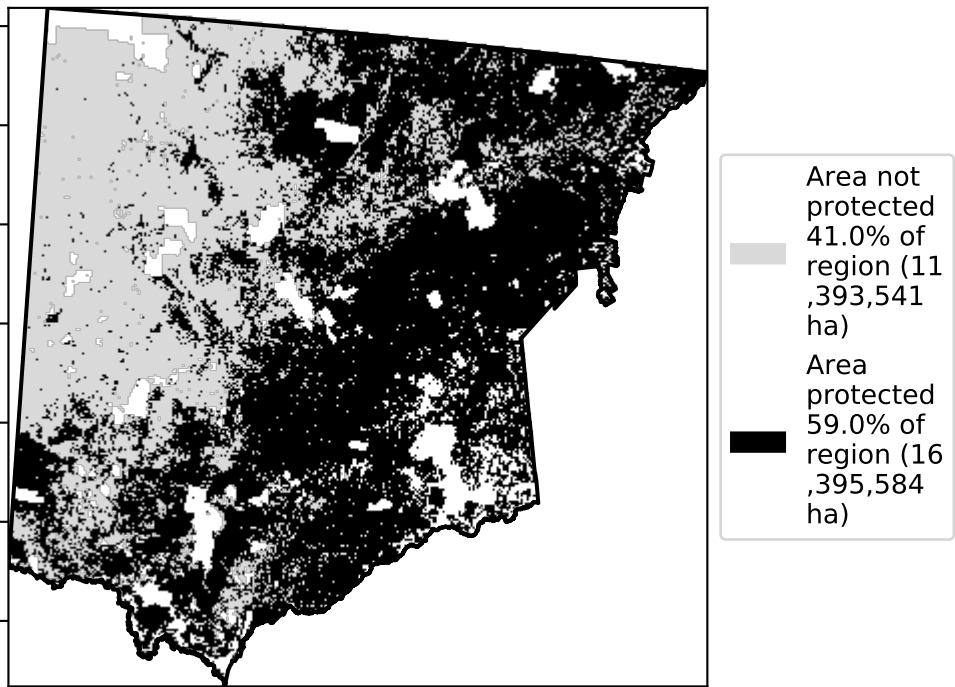 Area not
protected
41.0% of
region (11
,393,541
ha)
Area
protected
59.0% of
region (16
,395,584
ha)